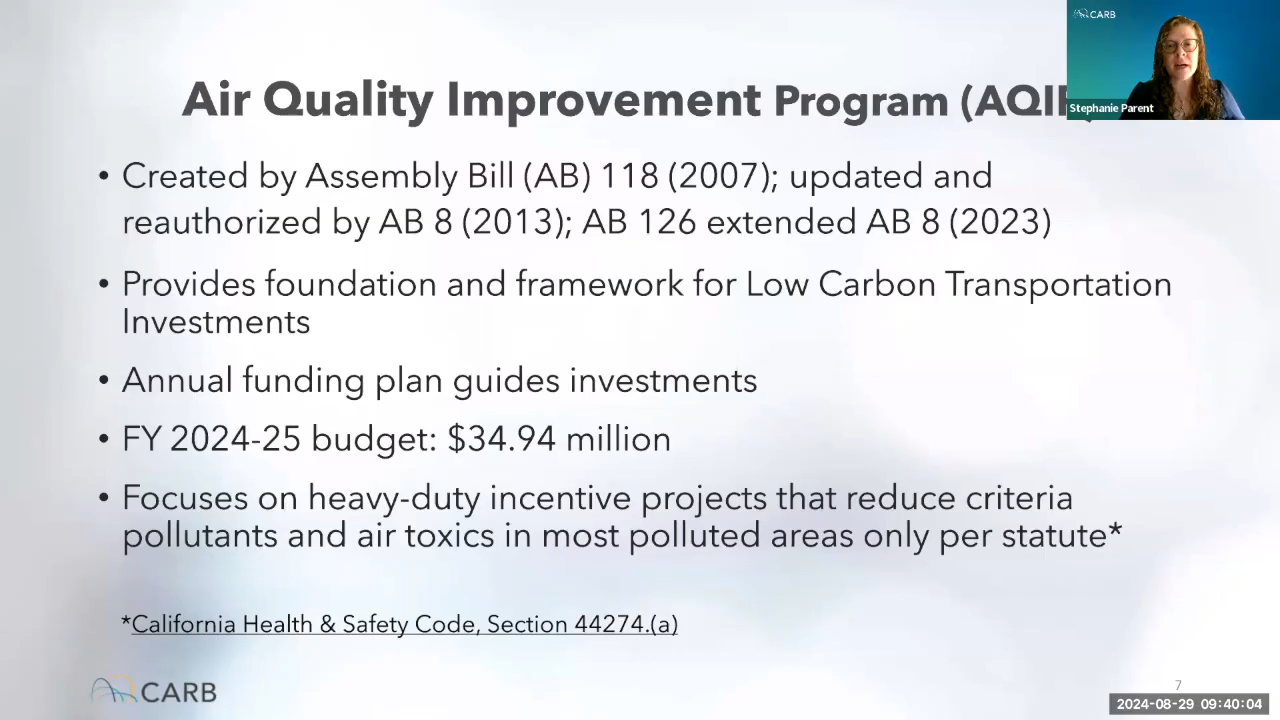 CARB
Stephanie Parent
Air Quality Improvement Program (AQIP
• Created by Assembly Bill (AB) 118 (2007); updated and
reauthorized by AB 8 (2013); AB 126 extended AB 8 (2023)
• Provides foundation and framework for Low Carbon Transportation
Investments
• Annual funding plan guides investments
• FY 2024-25 budget: $34.94 million
• Focuses on heavy-duty incentive projects that reduce criteria
pollutants and air toxics in most polluted areas only per statute*
*California Health & Safety Code, Section 44274.(a)
CARB
7
2024-08-29 09:40:04